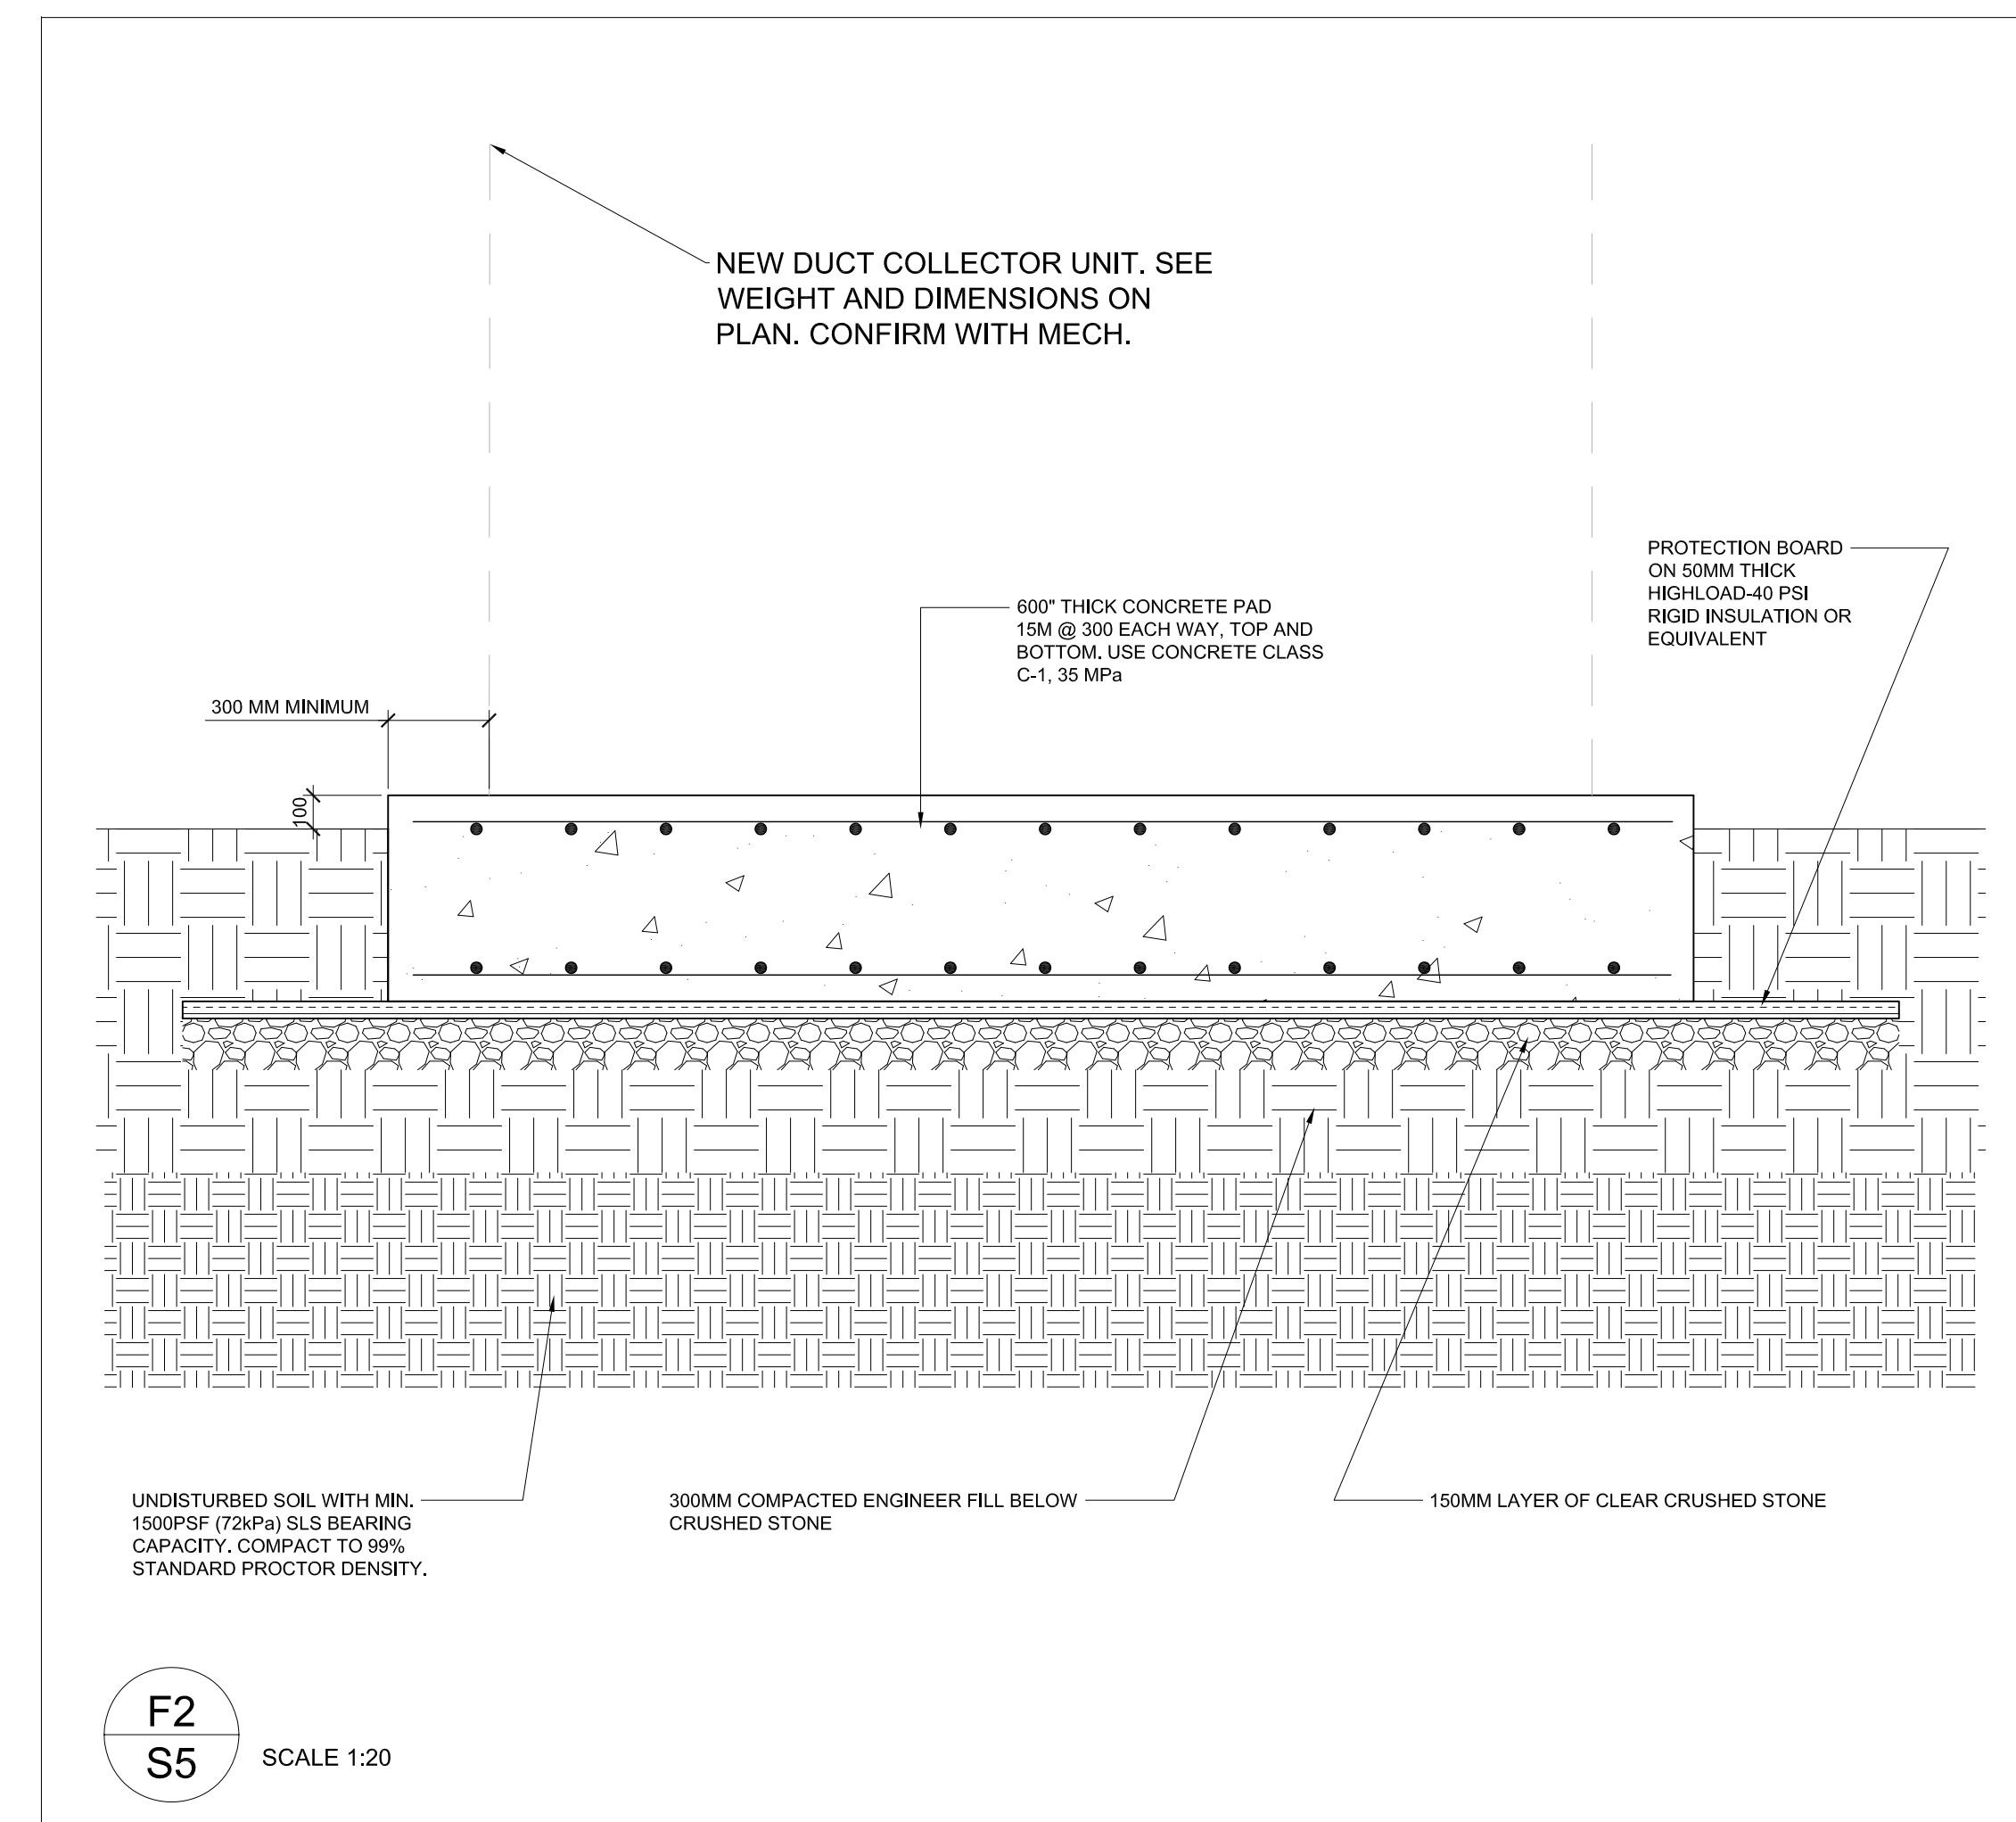 NEW DUCT COLLECTOR UNIT. SEE
WEIGHT AND DIMENSIONS ON
PLAN. CONFIRM WITH MECH.
PROTECTION BOARD
ON 50MM THICK
HIGHLOAD-40 PSI
RIGID INSULATION OR
EQUIVALENT
600" THICK CONCRETE PAD
15M @ 300 EACH WAY, TOP AND
BOTTOM. USE CONCRETE CLASS
C-1, 35 MPa
300 MM MINIMUM
100
UNDISTURBED SOIL WITH MIN.
1500PSF (72kPa) SLS BEARING
CAPACITY. COMPACT TO 99%
STANDARD PROCTOR DENSITY.
300MM COMPACTED ENGINEER FILL BELOW
CRUSHED STONE
150MM LAYER OF CLEAR CRUSHED STONE
F2
S5
SCALE 1:20